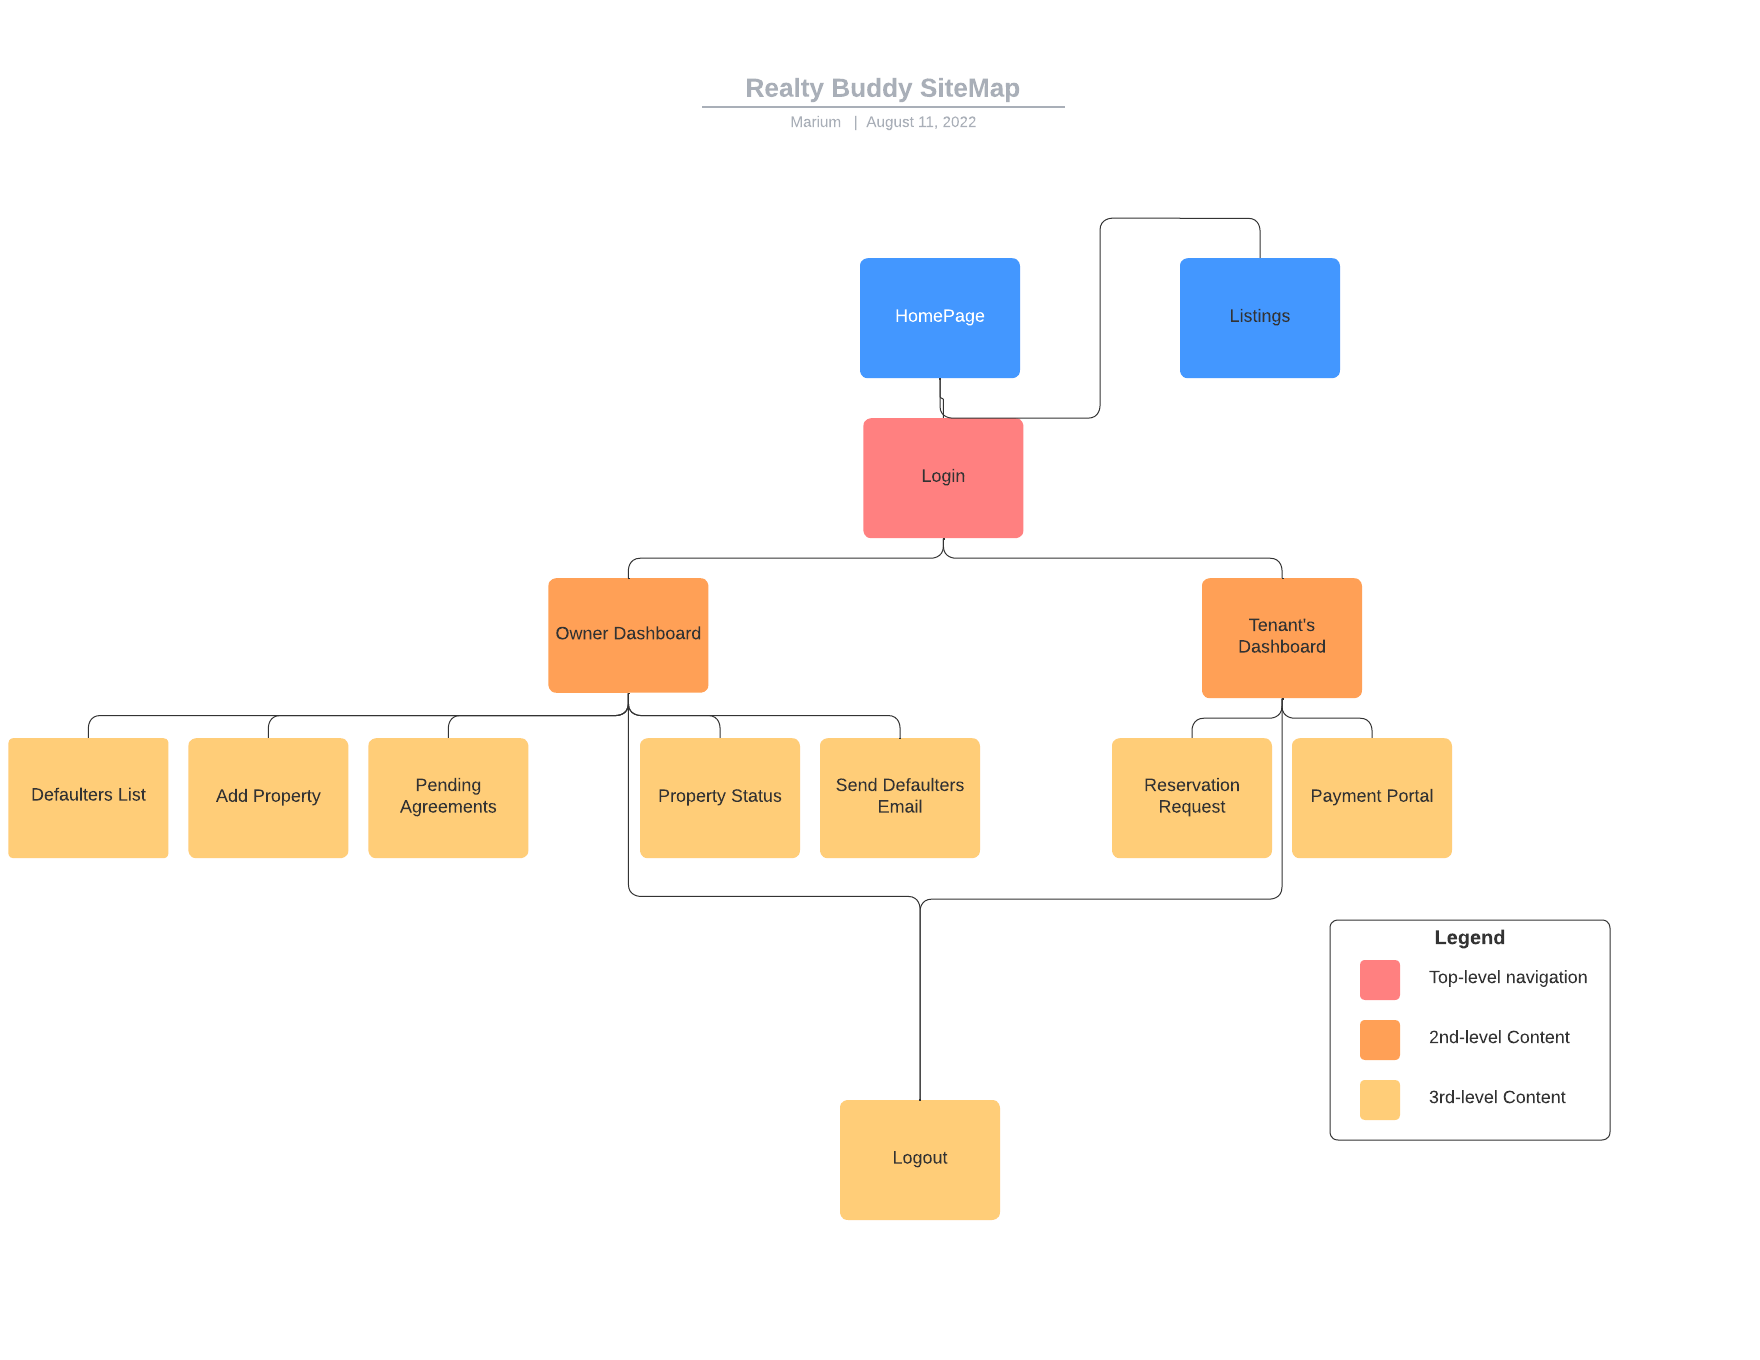 Realty Buddy SiteMap
Marium | August 11, 2022
HomePage
Listings
Login
Owner Dashboard
Tenant's
Dashboard
Defaulters List
Add Property
Pending
Agreements
Property Status
Send Defaulters
Email
Reservation
Request
Payment Portal
Legend
Top-level navigation
2nd-level Content
3rd-level Content
Logout